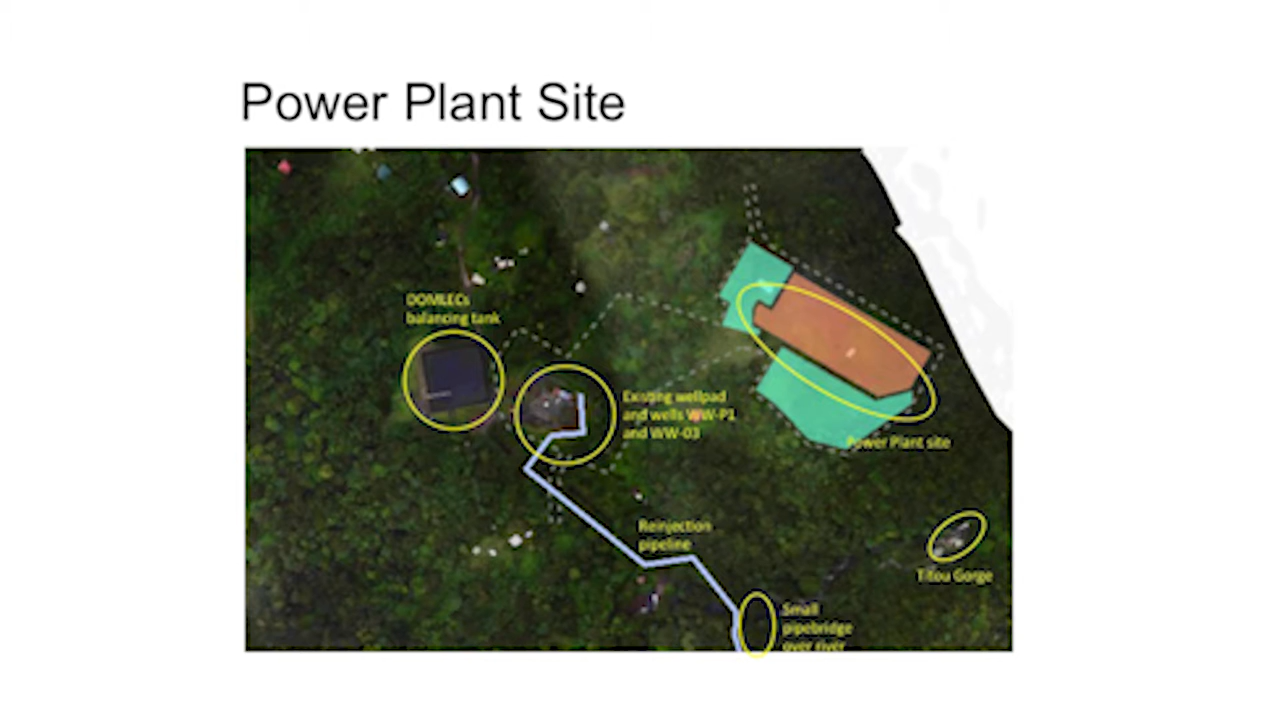 Power Plant Site
DOMLECs
balancing tank
Existing wellpad
and wells WW-P1
and WW-03
Power Plant site
Reinjection
pipeline
Titou Gorge
Small
pipebridge
over river